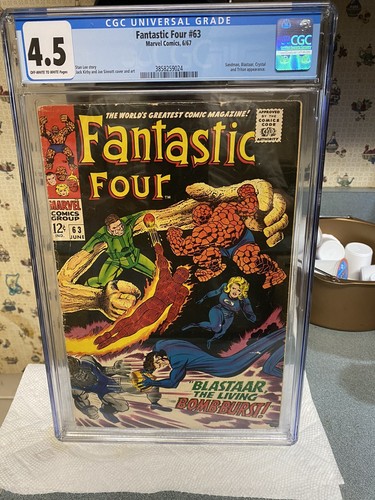 CGC UNIVERSAL GRADE
4.5
OFF-WHITE TO WHITE Pages
Fantastic Four #63
Marvel Comics, 6/67
Stan Lee story
Jack Kirby and Joe Sinnott cover and art
3858259024
Sandman, Blastaar, Crystal
and Triton appearance
CGC
THE WORLD'S GREATEST COMIC MAGAZINE!
APPROVED
BY THE
COMICS
CODE
AUTHORITY
Fantastic
Four
MARVEL
COMICS
GROUP
12¢
IND.
63
JUNE
"BLASTAAR
THE LIVING
BOMB-BURST!